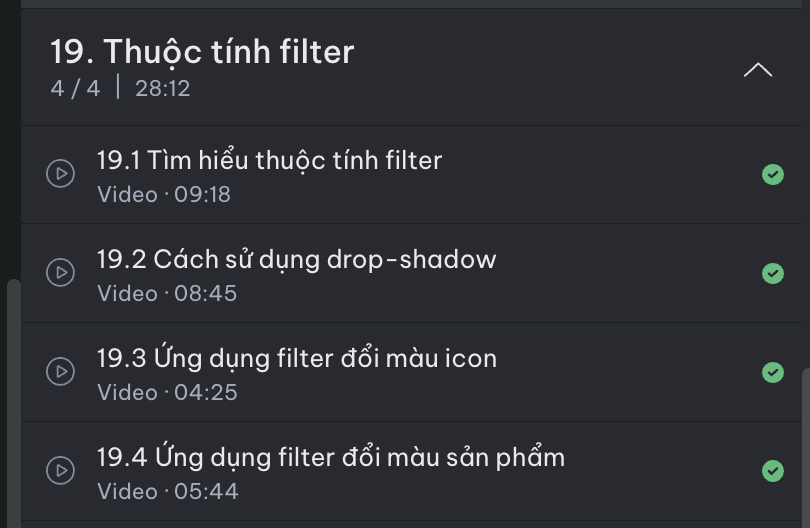 19. Thuộc tính filter
4 / 4 | 28:12
19.1 Tìm hiểu thuộc tính filter
Video · 09:18
19.2 Cách sử dụng drop-shadow
Video · 08:45
19.3 Ứng dụng filter đổi màu icon
Video · 04:25
19.4 Ứng dụng filter đổi màu sản phẩm
Video · 05:44